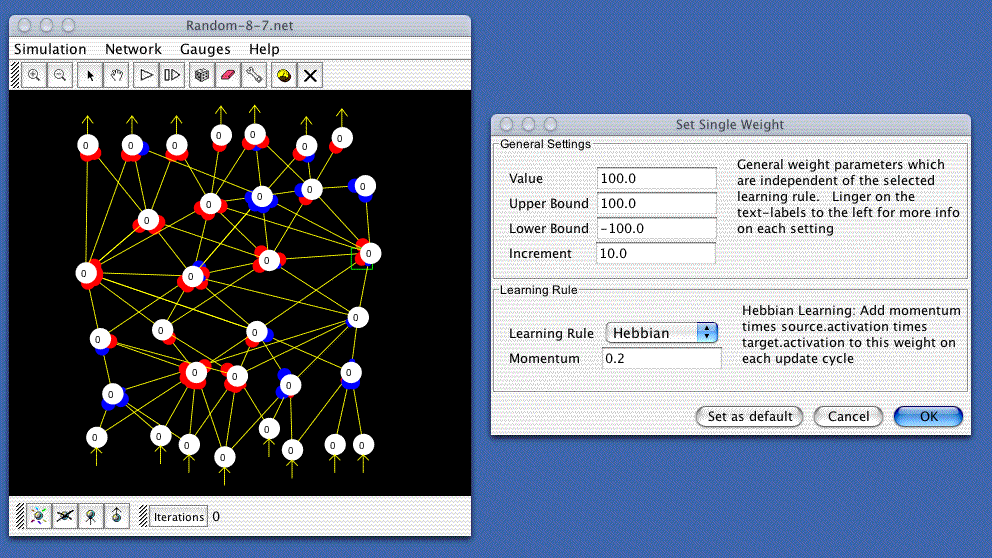 Random-8-7.net
Simulation Network Gauges Help
0 0 0 0 0 0 0
0 0 0 0
0
0 0 0 0
0 0 0 0
0 0 0 0
0
0 0 0 0 0 0 0 0
Iterations 0
Set Single Weight
General Settings
Value 100.0
Upper Bound 100.0
Lower Bound -100.0
Increment 10.0
General weight parameters which
are independent of the selected
learning rule. Linger on the
text-labels to the left for more info
on each setting
Learning Rule
Learning Rule Hebbian
Momentum 0.2
Hebbian Learning: Add momentum
times source.activation times
target.activation to this weight on
each update cycle
Set as default Cancel OK